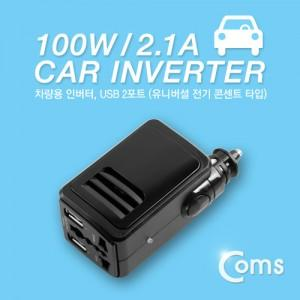 100W/2.1A
CAR INVERTER
차량용 인버터, USB 2포트 (유니버셜 전기 콘센트 타입)
Coms